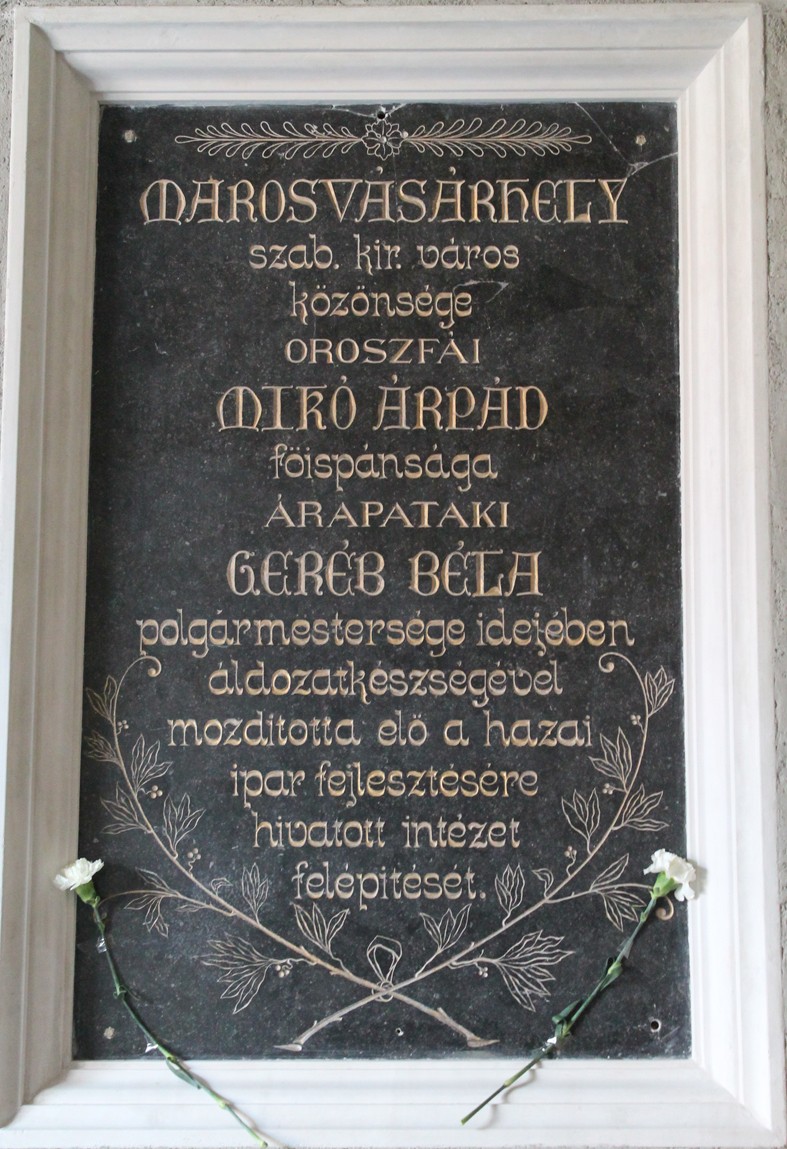 MAROSVÁSÁRHELY
szab. kir. város
közönsége
OROSZFÁI
MIKÓ ÁRPÁD
föispánsága
ÁRAPATAKI
GERÉB BÉLA
polgármestersége idejében
áldozatkészségével
mozditotta elö a hazai
ipar fejlesztésére
hivatott intézet
felépitését.